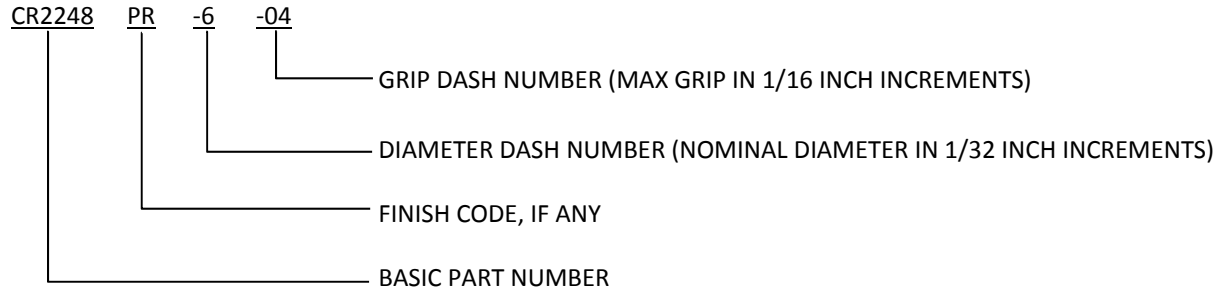 CR2248 PR -6 -04
GRIP DASH NUMBER (MAX GRIP IN 1/16 INCH INCREMENTS)
DIAMETER DASH NUMBER (NOMINAL DIAMETER IN 1/32 INCH INCREMENTS)
FINISH CODE, IF ANY
BASIC PART NUMBER